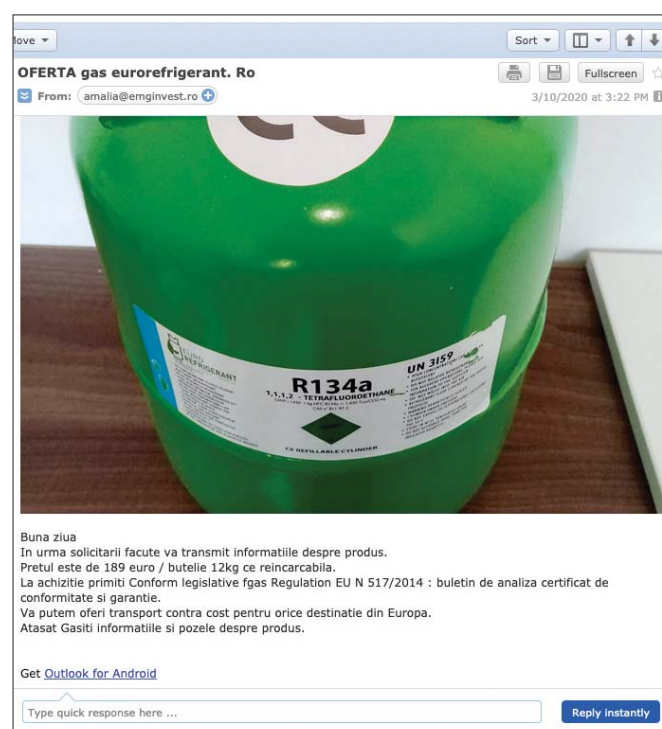 Move
Sort
OFERTA gas eurorefrigerant. Ro
Fullscreen
From: amalia@emginvest.ro
3/10/2020 at 3:22 PM
CE
EURO
REFRIGERANT
R134a
1,1,1,2 - TETRAFLUOROETHANE
UN 3159
CE REFILLABLE CYLINDER
Buna ziua
In urma solicitarii facute va transmit informatiile despre produs.
Pretul este de 189 euro / butelie 12kg ce reincarcabila.
La achizitie primiti Conform legislative fgas Regulation EU N 517/2014 : buletin de analiza certificat de
conformitate si garantie.
Va putem oferi transport contra cost pentru orice destinatie din Europa.
Atasat Gasiti informatiile si pozele despre produs.
Get Outlook for Android
Type quick response here ...
Reply instantly